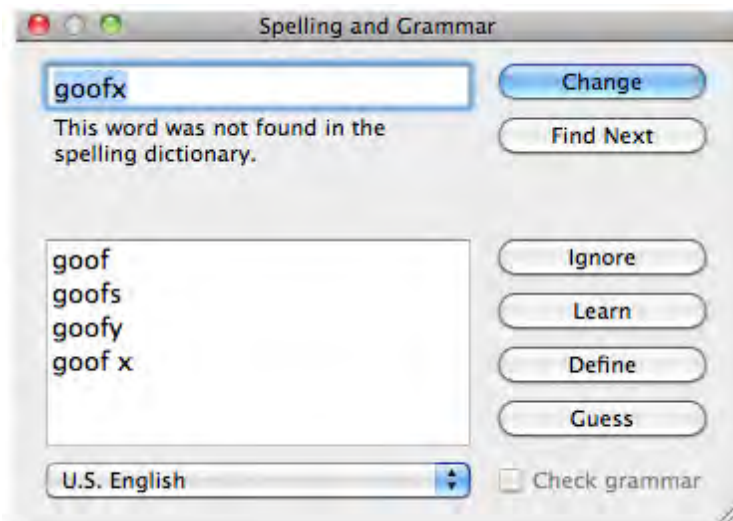 Spelling and Grammar
goofx
Change
This word was not found in the
spelling dictionary.
Find Next
goof
goofs
goofy
goof x
Ignore
Learn
Define
Guess
U.S. English
Check grammar